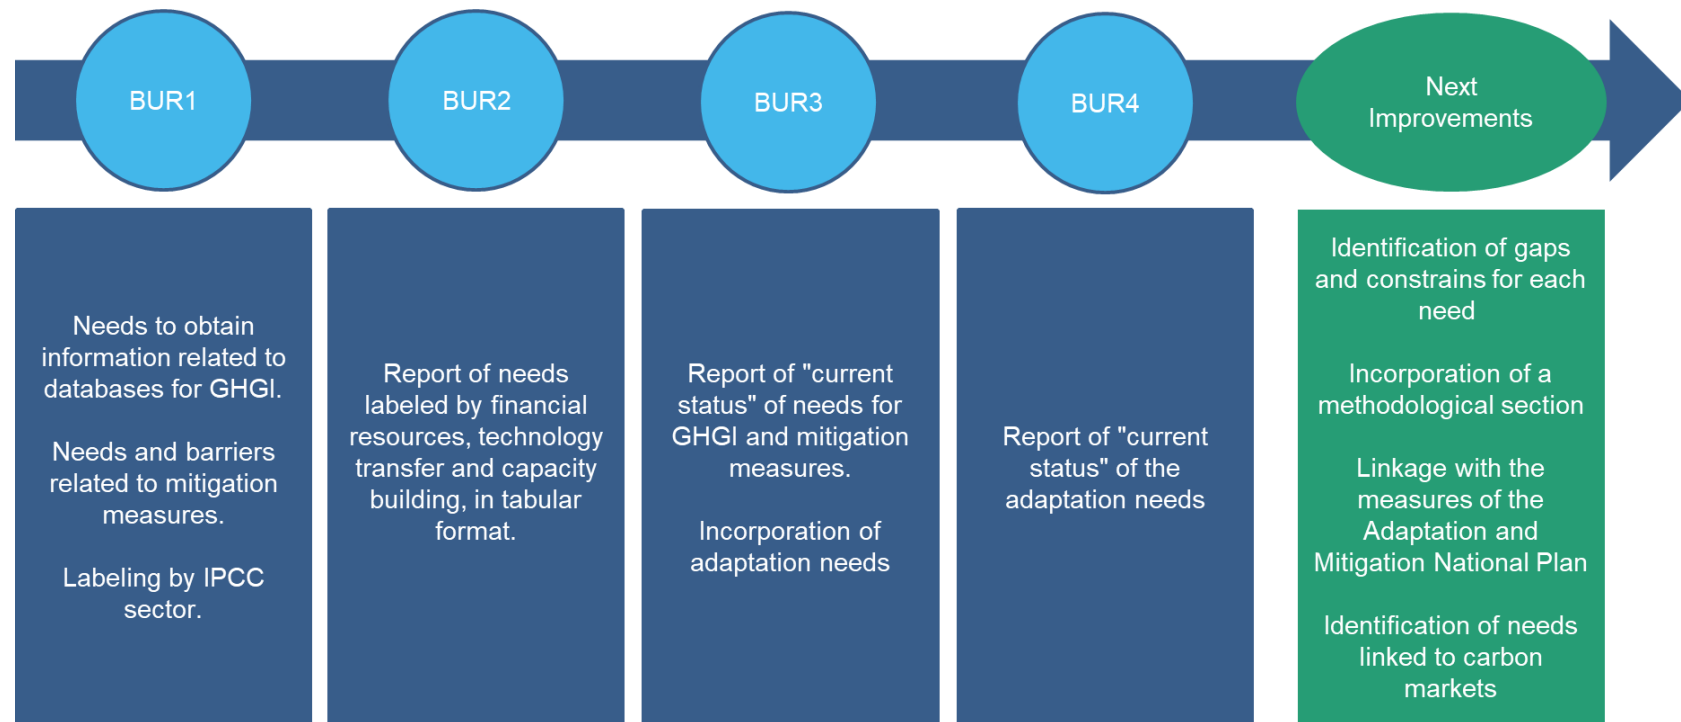 BUR1
BUR2
BUR3
BUR4
Next
Improvements
Needs to obtain
information related to
databases for GHGI.
Needs and barriers
related to mitigation
measures.
Labeling by IPCC
sector.
Report of needs
labeled by financial
resources, technology
transfer and capacity
building, in tabular
format.
Report of "current
status" of needs for
GHGI and mitigation
measures.
Incorporation of
adaptation needs
Report of "current
status" of the
adaptation needs
Identification of gaps
and constrains for each
need
Incorporation of a
methodological section
Linkage with the
measures of the
Adaptation and
Mitigation National Plan
Identification of needs
linked to carbon
markets